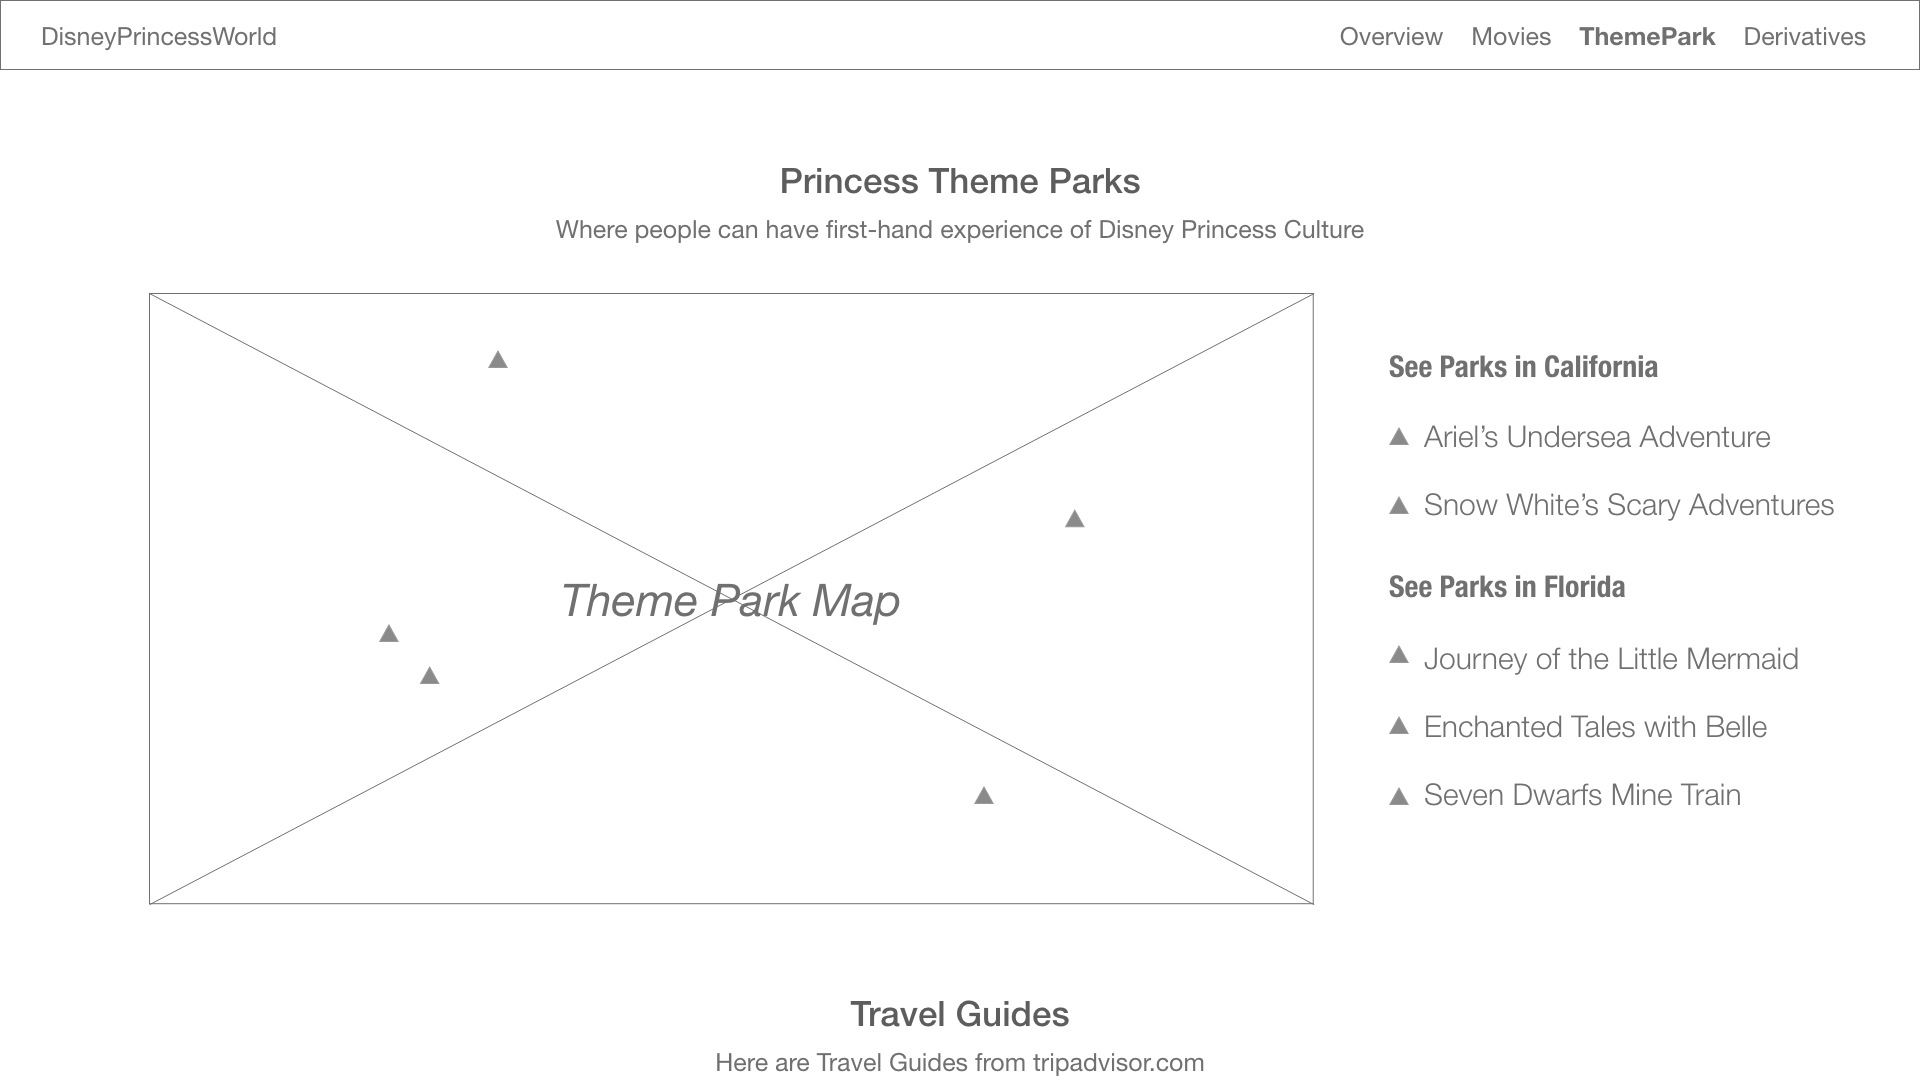 DisneyPrincessWorld
Overview Movies ThemePark Derivatives
Princess Theme Parks
Where people can have first-hand experience of Disney Princess Culture
Theme Park Map
See Parks in California
Ariel’s Undersea Adventure
Snow White’s Scary Adventures
See Parks in Florida
Journey of the Little Mermaid
Enchanted Tales with Belle
Seven Dwarfs Mine Train
Travel Guides
Here are Travel Guides from tripadvisor.com